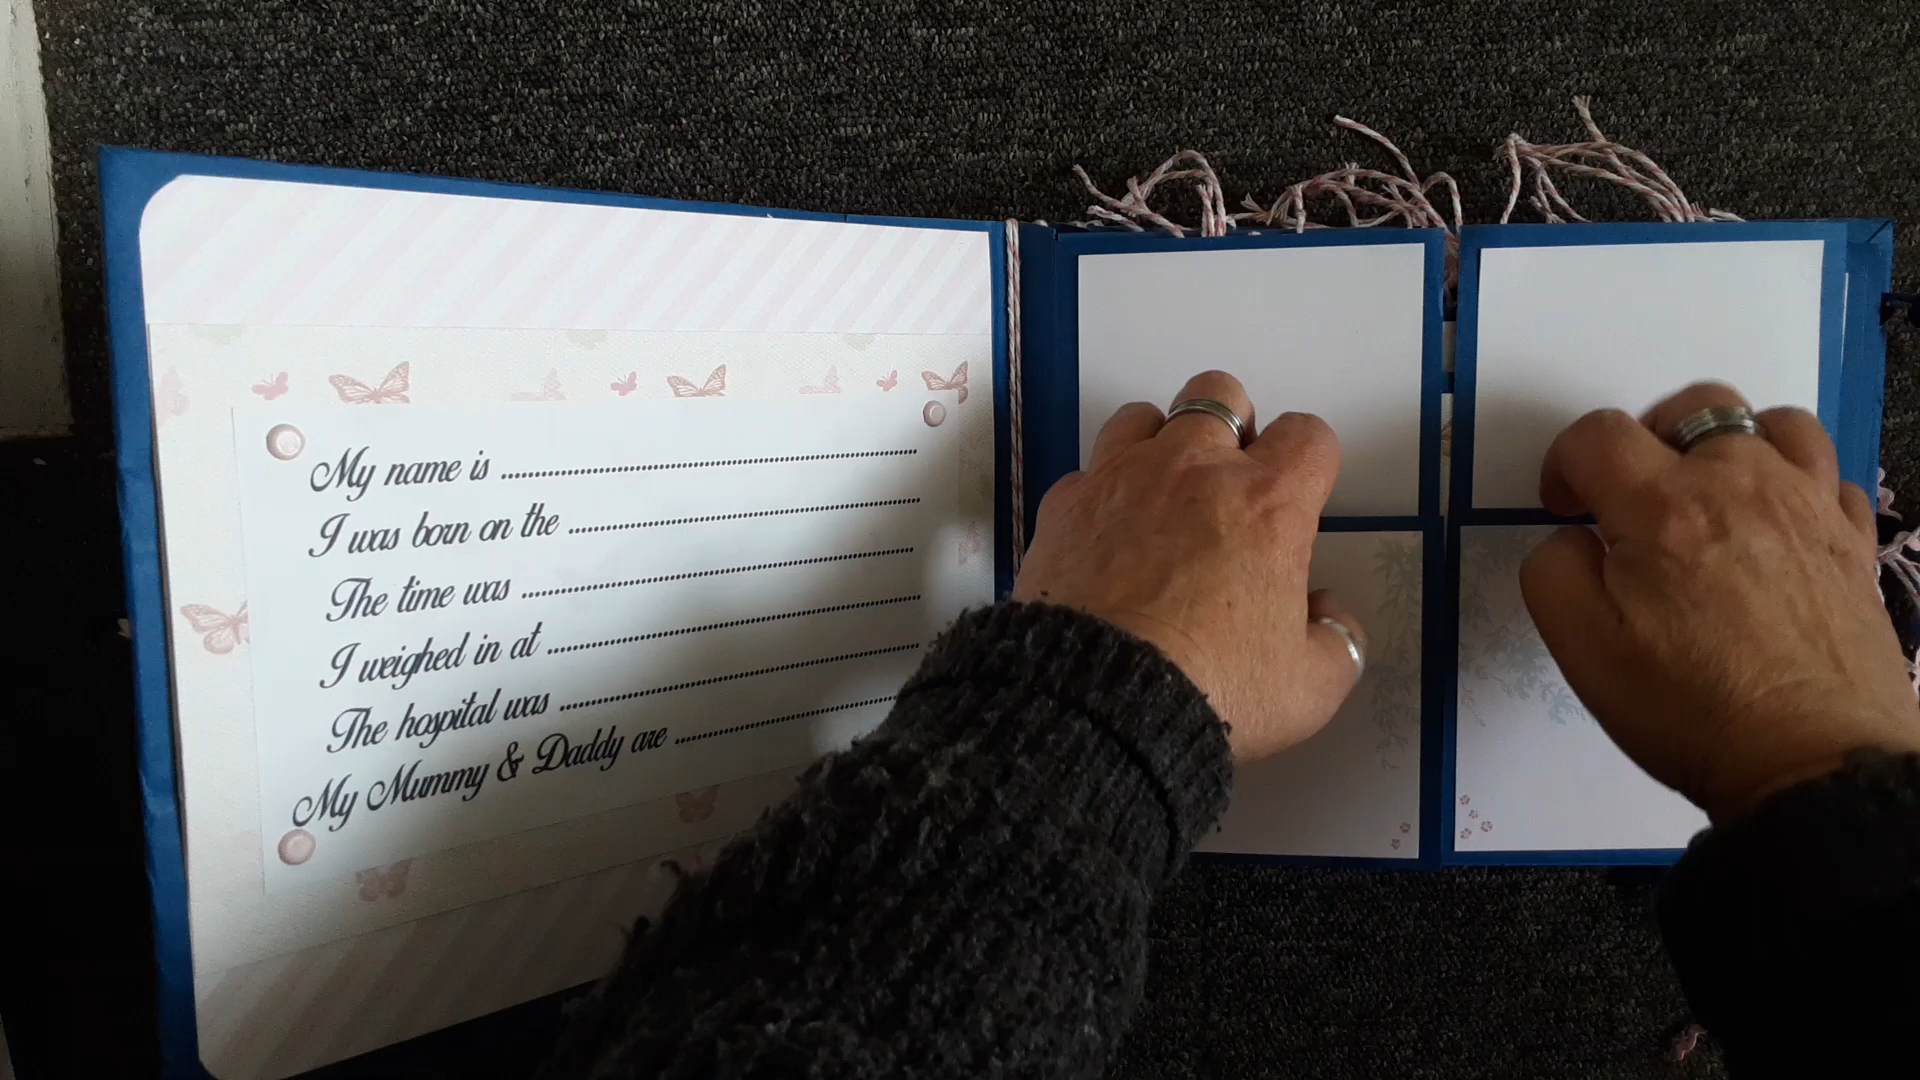 My name is ....................
I was born on the ....................
The time was ....................
I weighed in at ....................
The hospital was ....................
My Mummy & Daddy are ....................